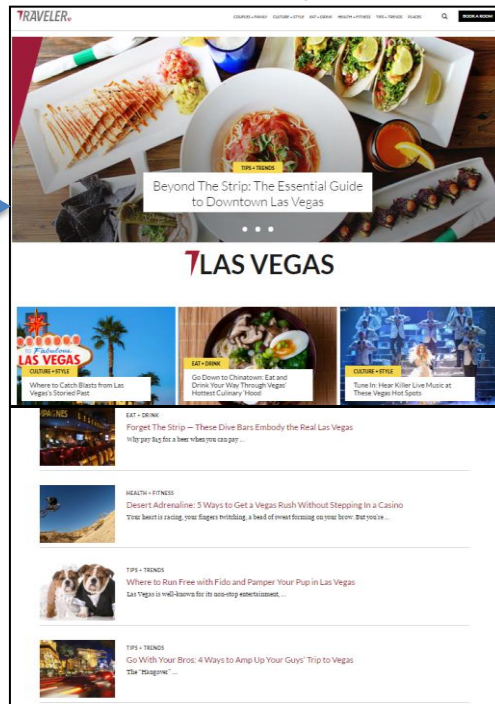 TRAVELER
COUPLES + FAMILY CULTURE + STYLE EAT + DRINK HEALTH + FITNESS TIPS + TRENDS PLACES
BOOK A ROOM
TIPS + TRENDS
Beyond The Strip: The Essential Guide
to Downtown Las Vegas
LAS VEGAS
to Fabulous
LAS VEGAS
CULTURE + STYLE
Where to Catch Blasts from Las
Vegas's Storied Past
EAT + DRINK
Go Down to Chinatown: Eat and
Drink Your Way Through Vegas'
Hottest Culinary 'Hood
CULTURE + STYLE
Tune In: Hear Killer Live Music at
These Vegas Hot Spots
EAT + DRINK
Forget The Strip — These Dive Bars Embody the Real Las Vegas
Why pay $15 for a beer when you can pay ...
HEALTH + FITNESS
Desert Adrenaline: 5 Ways to Get a Vegas Rush Without Stepping In a Casino
Your heart is racing, your fingers twitching, a bead of sweat forming on your brow. But you're ...
TIPS + TRENDS
Where to Run Free with Fido and Pamper Your Pup in Las Vegas
Las Vegas is well-known for its non-stop entertainment, ...
TIPS + TRENDS
Go With Your Bros: 4 Ways to Amp Up Your Guys' Trip to Vegas
The "Hangover" ...